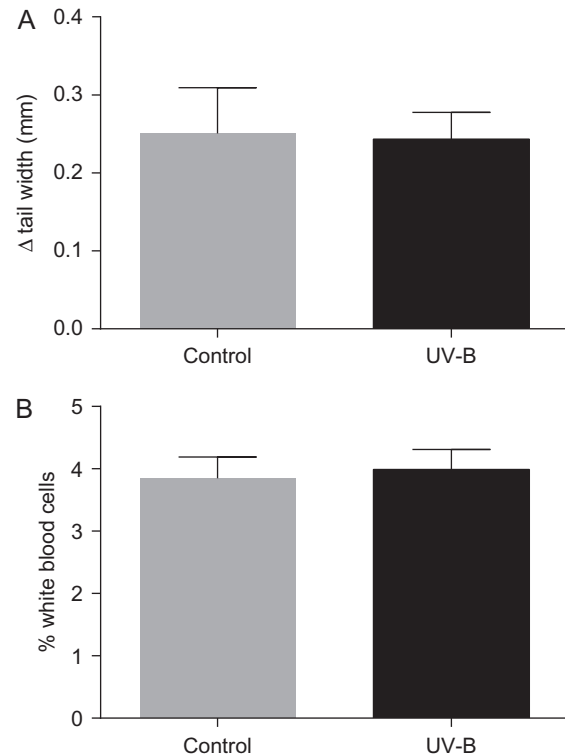 A
Δ tail width (mm)
0.4
0.3
0.2
0.1
0.0
Control UV-B
B
% white blood cells
5
4
3
2
1
0
Control UV-B